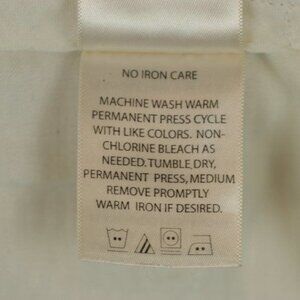 NO IRON CARE
MACHINE WASH WARM
PERMANENT PRESS CYCLE
WITH LIKE COLORS. NON-
CHLORINE BLEACH AS
NEEDED. TUMBLE DRY,
PERMANENT PRESS, MEDIUM
REMOVE PROMPTLY
WARM IRON IF DESIRED.